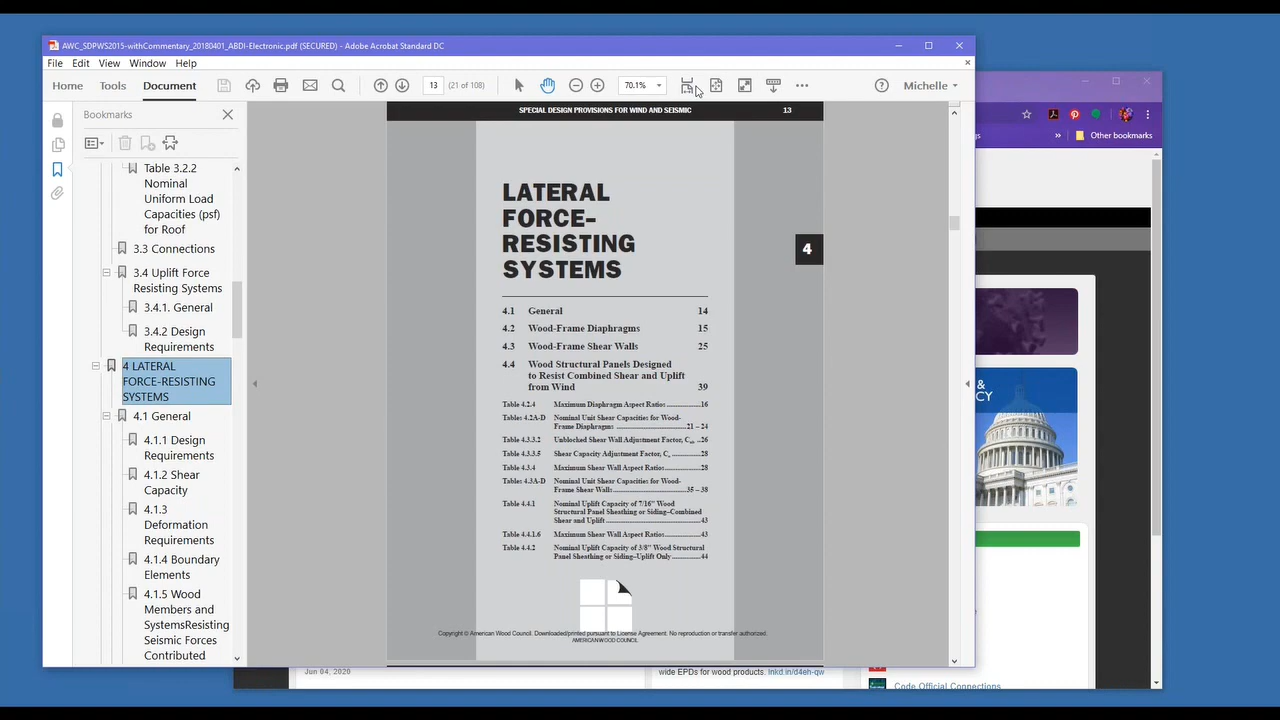 AWC_SDPWS2015-withCommentary_20180401_ABDI-Electronic.pdf (SECURED) - Adobe Acrobat Standard DC
File Edit View Window Help
Home Tools Document 13 (21 of 108) 70.1% Michelle
Bookmarks
Table 3.2.2
Nominal
Uniform Load
Capacities (psf)
for Roof
3.3 Connections
3.4 Uplift Force
Resisting Systems
3.4.1. General
3.4.2 Design
Requirements
4 LATERAL
FORCE-RESISTING
SYSTEMS
4.1 General
4.1.1 Design
Requirements
4.1.2 Shear
Capacity
4.1.3
Deformation
Requirements
4.1.4 Boundary
Elements
4.1.5 Wood
Members and
SystemsResisting
Seismic Forces
Contributed
SPECIAL DESIGN PROVISIONS FOR WIND AND SEISMIC 13
LATERAL
FORCE-
RESISTING
SYSTEMS
4
4.1 General 14
4.2 Wood-Frame Diaphragms 15
4.3 Wood-Frame Shear Walls 25
4.4 Wood Structural Panels Designed
to Resist Combined Shear and Uplift
from Wind 39
Table 4.2.4 Maximum Diaphragm Aspect Ratios ...............16
Tables 4.2A-D Nominal Unit Shear Capacities for Wood-
Frame Diaphragms ..............................21 – 24
Table 4.3.3.2 Unblocked Shear Wall Adjustment Factor, Cub ..26
Table 4.3.3.5 Shear Capacity Adjustment Factor, Co ...........28
Table 4.3.4 Maximum Shear Wall Aspect Ratios...............28
Tables 4.3A-D Nominal Unit Shear Capacities for Wood-
Frame Shear Walls...............................35 – 38
Table 4.4.1 Nominal Uplift Capacity of 7/16" Wood
Structural Panel Sheathing or Siding–Combined
Shear and Uplift .......................................43
Table 4.4.1.6 Maximum Shear Wall Aspect Ratios...............43
Table 4.4.2 Nominal Uplift Capacity of 3/8" Wood Structural
Panel Sheathing or Siding–Uplift Only ............44
Copyright © American Wood Council. Downloaded/printed pursuant to License Agreement. No reproduction or transfer authorized.
AMERICAN WOOD COUNCIL
Other bookmarks
&
CY
Jun 04, 2020
wide EPDs for wood products. lnkd.in/d4eh-qw
Code Official Connections